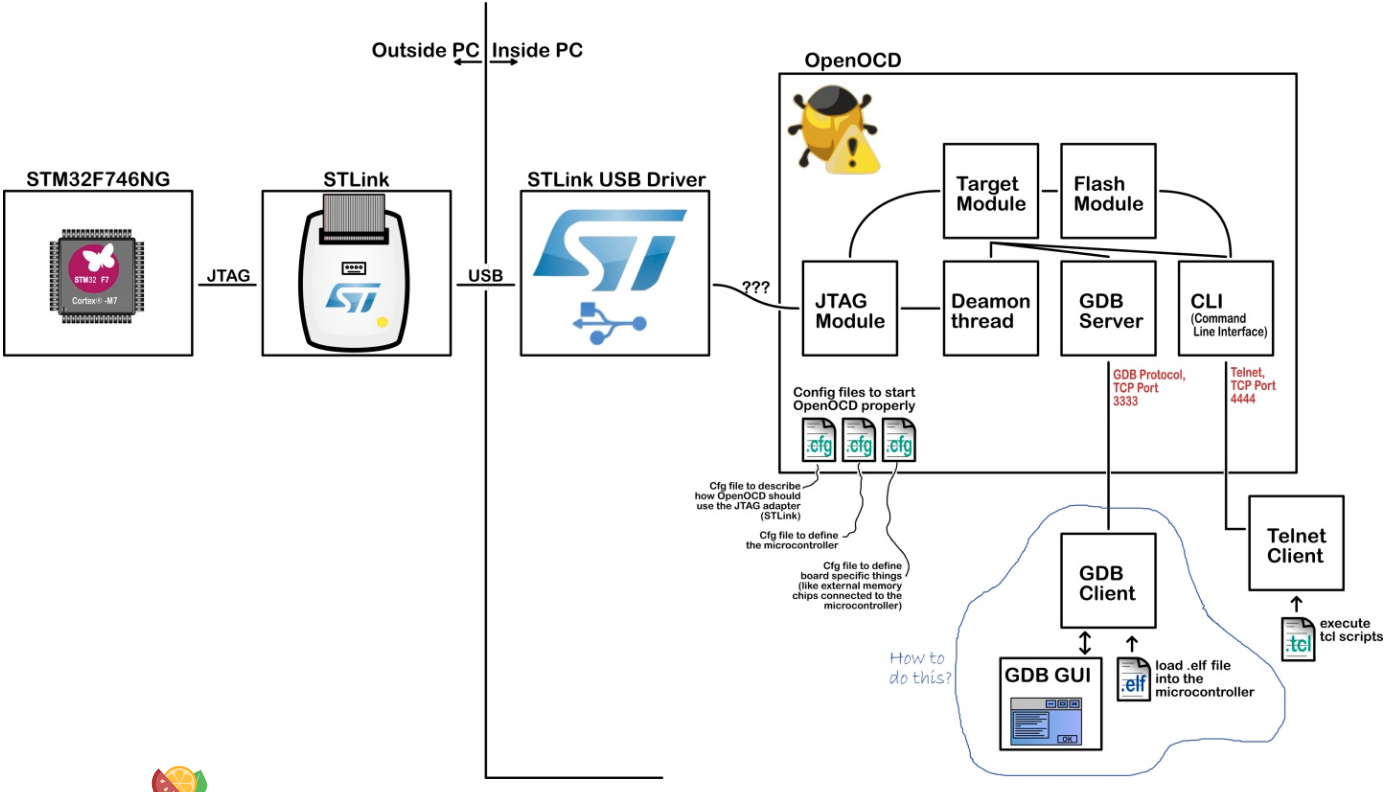 Outside PC Inside PC
OpenOCD
STM32F746NG
STLink
STLink USB Driver
STM32 F7
Cortex® -M7
JTAG
ST
USB
ST
???
Target
Module
Flash
Module
JTAG
Module
Deamon
thread
GDB
Server
CLI
(Command
Line Interface)
GDB Protocol,
TCP Port
3333
Telnet,
TCP Port
4444
Config files to start
OpenOCD properly
.cfg .cfg .cfg
Cfg file to describe
how OpenOCD should
use the JTAG adapter
(STLink)
Cfg file to define
the microcontroller
Cfg file to define
board specific things
(like external memory
chips connected to the
microcontroller)
Telnet
Client
GDB
Client
execute
tcl scripts
.tcl
How to
do this?
GDB GUI
OK
.elf
load .elf file
into the
microcontroller